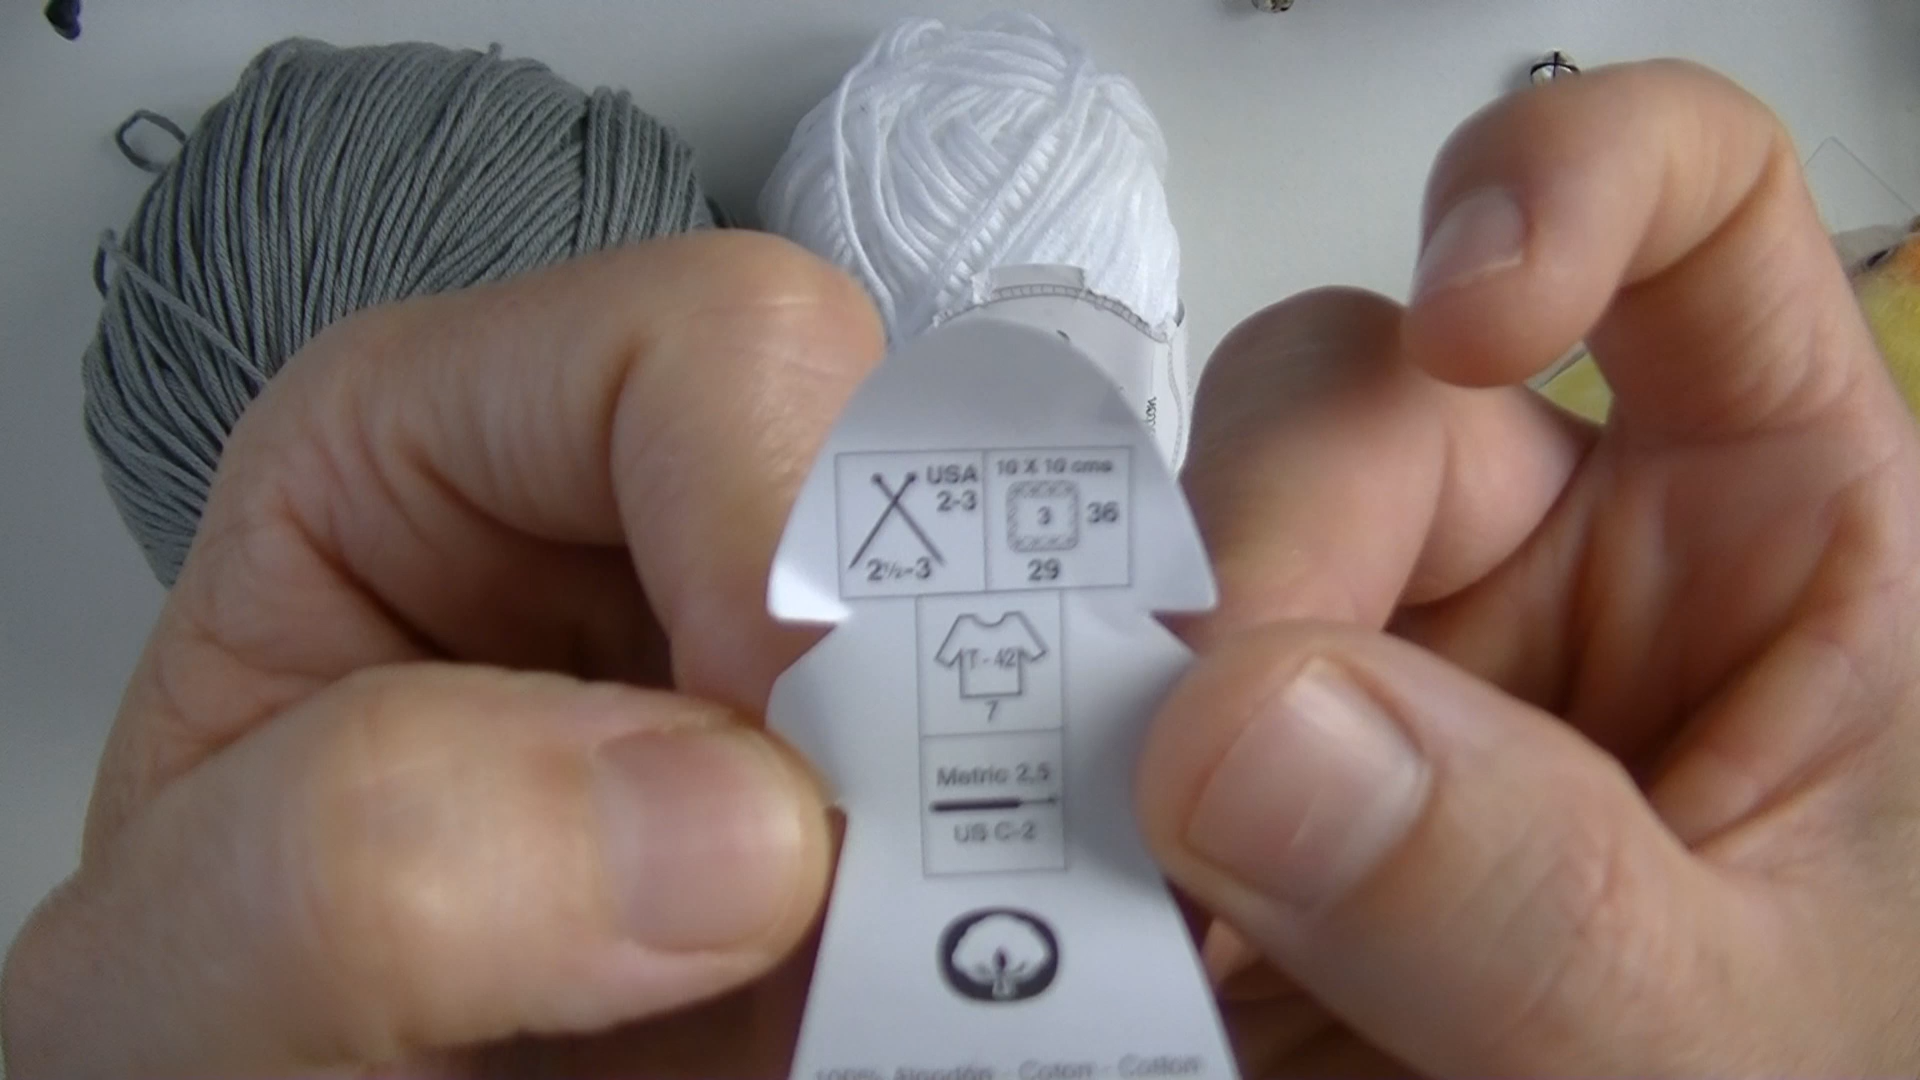 USA
2-3
2½-3
10 X 10 cms
3
36
29
T - 42
7
Metric 2,5
US C-2
100% Algodón - Coton - Cotton